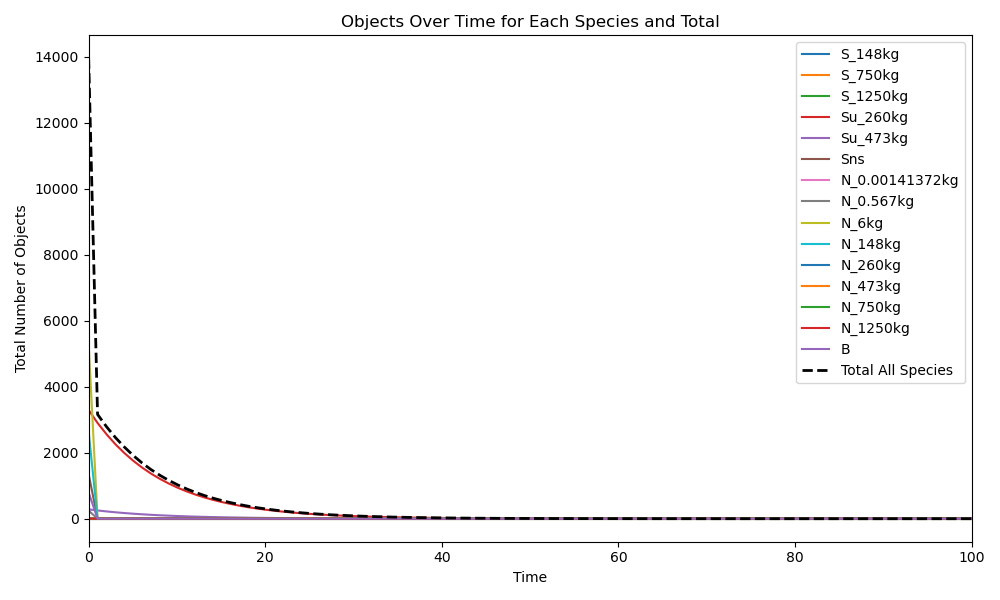 Objects Over Time for Each Species and Total
Total Number of Objects
14000
12000
10000
8000
6000
4000
2000
0
0
20
40
60
80
100
Time
S_148kg
S_750kg
S_1250kg
Su_260kg
Su_473kg
Sns
N_0.00141372kg
N_0.567kg
N_6kg
N_148kg
N_260kg
N_473kg
N_750kg
N_1250kg
B
Total All Species